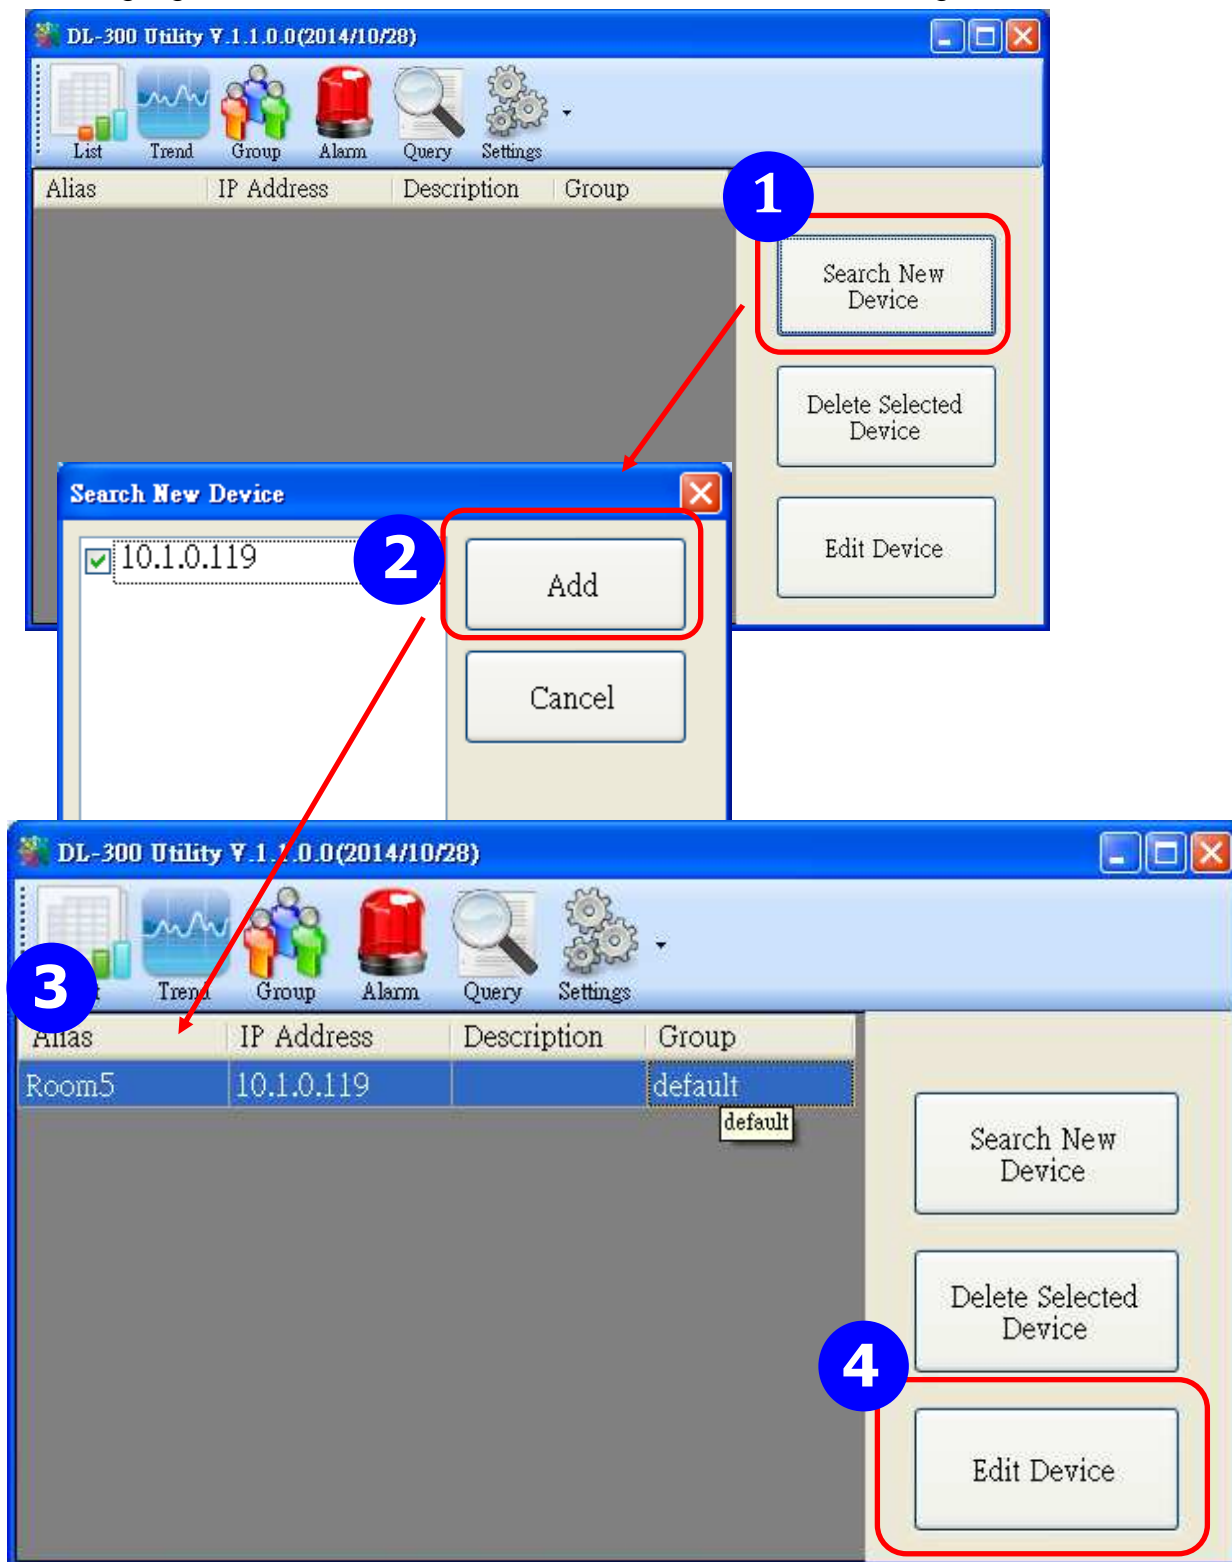 DL-300 Utility V.1.1.0.0(2014/10/28)
List Trend Group Alarm Query Settings
Alias IP Address Description Group
1
Search New
Device
Delete Selected
Device
Edit Device
Search New Device
10.1.0.119
2
Add
Cancel
DL-300 Utility V.1.1.0.0(2014/10/28)
Trend Group Alarm Query Settings
3
Alias IP Address Description Group
Room5 10.1.0.119 default
default
Search New
Device
Delete Selected
Device
4
Edit Device